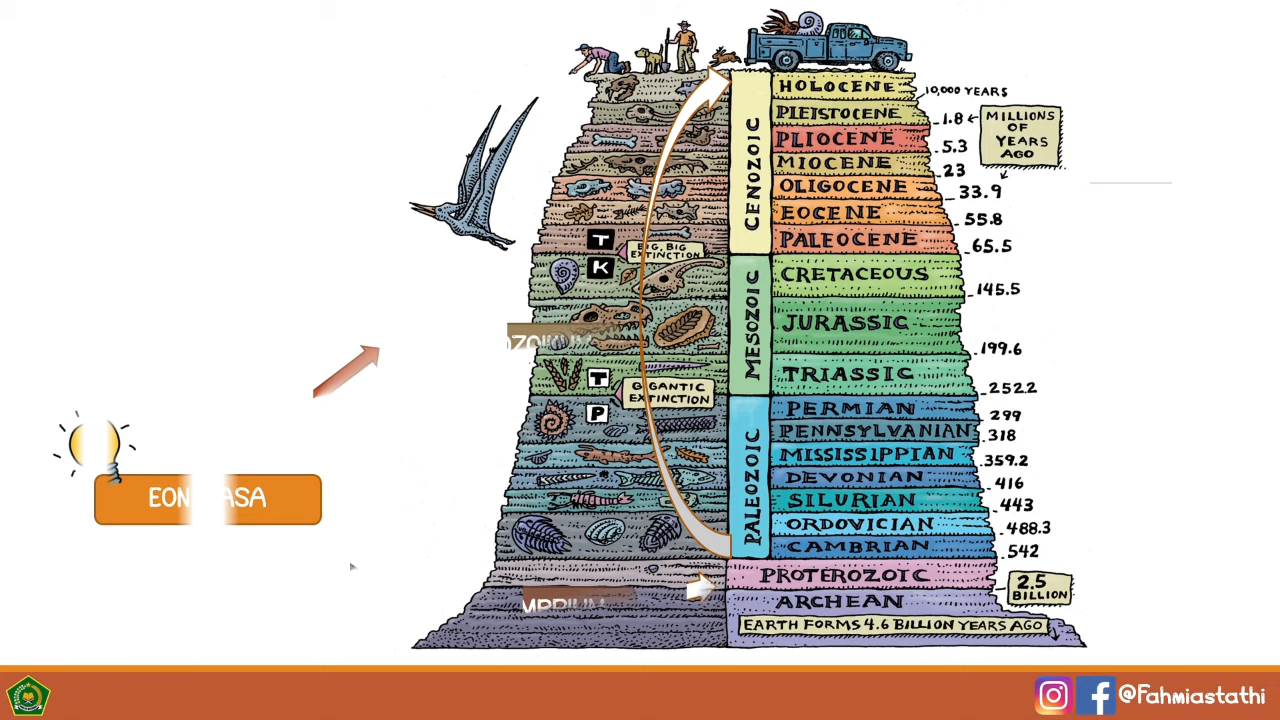 HOLOCENE
10,000 YEARS
PLEISTOCENE
1.8
MILLIONS
OF
YEARS
AGO
PLIOCENE
5.3
MIOCENE
23
OLIGOCENE
33.9
EOCENE
55.8
PALEOCENE
65.5
CENOZOIC
T
BIG, BIG
EXTINCTION
K
CRETACEOUS
145.5
JURASSIC
199.6
TRIASSIC
252.2
MESOZOIC
T
GIGANTIC
EXTINCTION
P
PERMIAN
299
PENNSYLVANIAN
318
MISSISSIPPIAN
359.2
DEVONIAN
416
SILURIAN
443
ORDOVICIAN
488.3
CAMBRIAN
542
PALEOZOIC
PROTEROZOIC
2.5
BILLION
ARCHEAN
EARTH FORMS 4.6 BILLION YEARS AGO
@Fahmiastathi